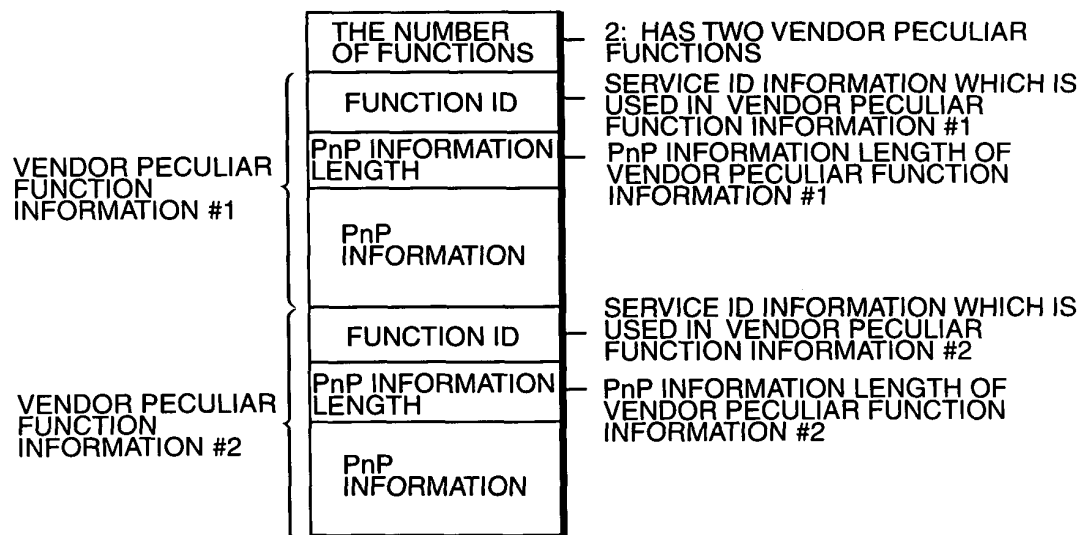 THE NUMBER
OF FUNCTIONS
2: HAS TWO VENDOR PECULIAR
FUNCTIONS
VENDOR PECULIAR
FUNCTION
INFORMATION #1
FUNCTION ID
SERVICE ID INFORMATION WHICH IS
USED IN VENDOR PECULIAR
FUNCTION INFORMATION #1
PnP INFORMATION
LENGTH
PnP INFORMATION LENGTH OF
VENDOR PECULIAR FUNCTION
INFORMATION #1
PnP
INFORMATION
VENDOR PECULIAR
FUNCTION
INFORMATION #2
FUNCTION ID
SERVICE ID INFORMATION WHICH IS
USED IN VENDOR PECULIAR
FUNCTION INFORMATION #2
PnP INFORMATION
LENGTH
PnP INFORMATION LENGTH OF
VENDOR PECULIAR FUNCTION
INFORMATION #2
PnP
INFORMATION